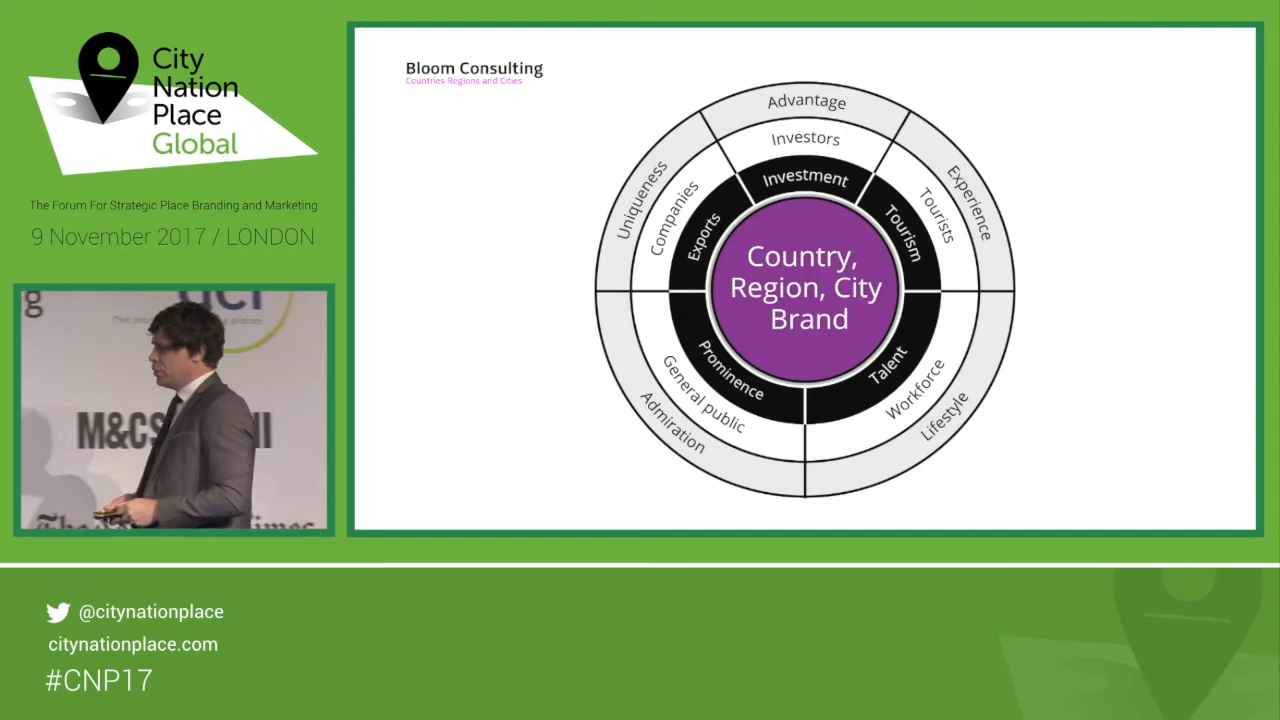 City
Nation
Place
Global
The Forum For Strategic Place Branding and Marketing
9 November 2017 / LONDON
g
M&CS
Times
@citynationplace
citynationplace.com
#CNP17
Bloom Consulting
Countries Regions and Cities
Advantage
Investors
Investment
Experience
Tourists
Tourism
Lifestyle
Workforce
Talent
Admiration
General public
Prominence
Uniqueness
Companies
Exports
Country,
Region, City
Brand